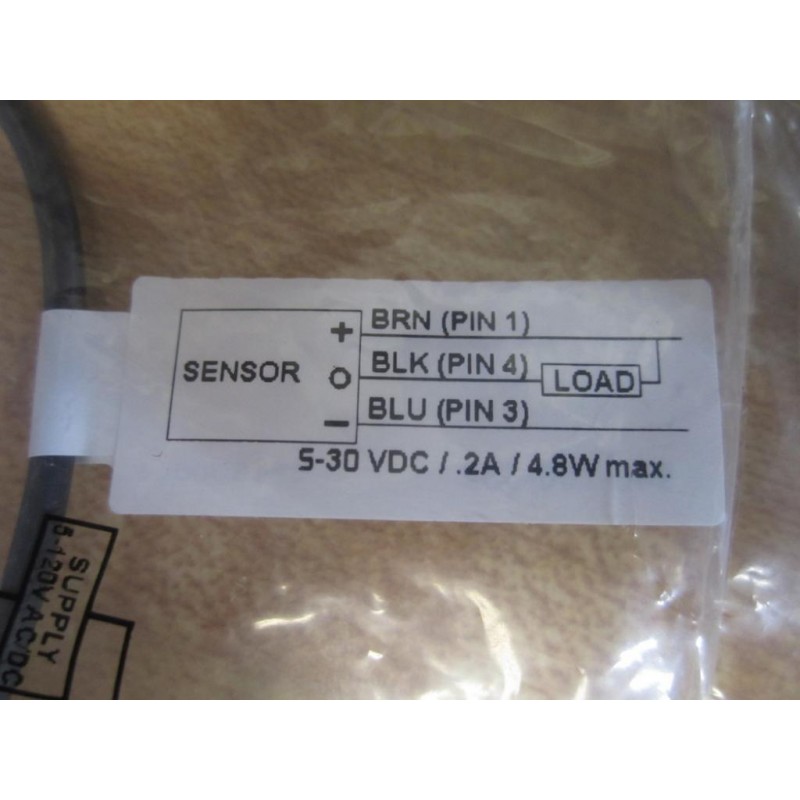 + BRN (PIN 1)
SENSOR O BLK (PIN 4) LOAD
− BLU (PIN 3)
5-30 VDC / .2A / 4.8W max.
SUPPLY
5-120V AC/DC